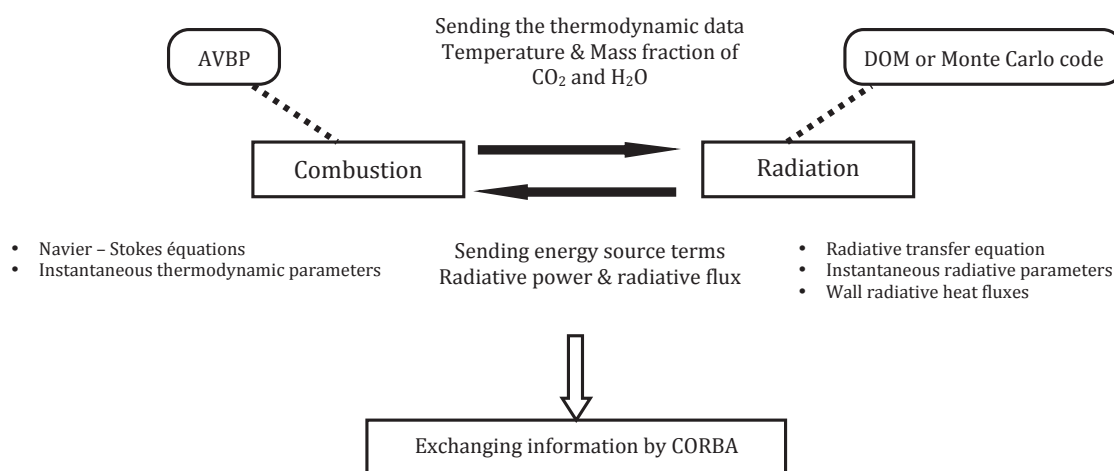 Sending the thermodynamic data
Temperature & Mass fraction of
CO₂ and H₂O
AVBP
DOM or Monte Carlo code
Combustion
Radiation
• Navier – Stokes équations
• Instantaneous thermodynamic parameters
Sending energy source terms
Radiative power & radiative flux
• Radiative transfer equation
• Instantaneous radiative parameters
• Wall radiative heat fluxes
Exchanging information by CORBA